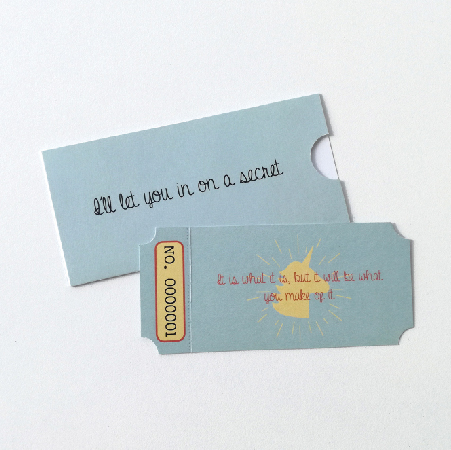 I'll let you in on a secret
NO. 0000001
It is what it is, but it will be what
you make of it.